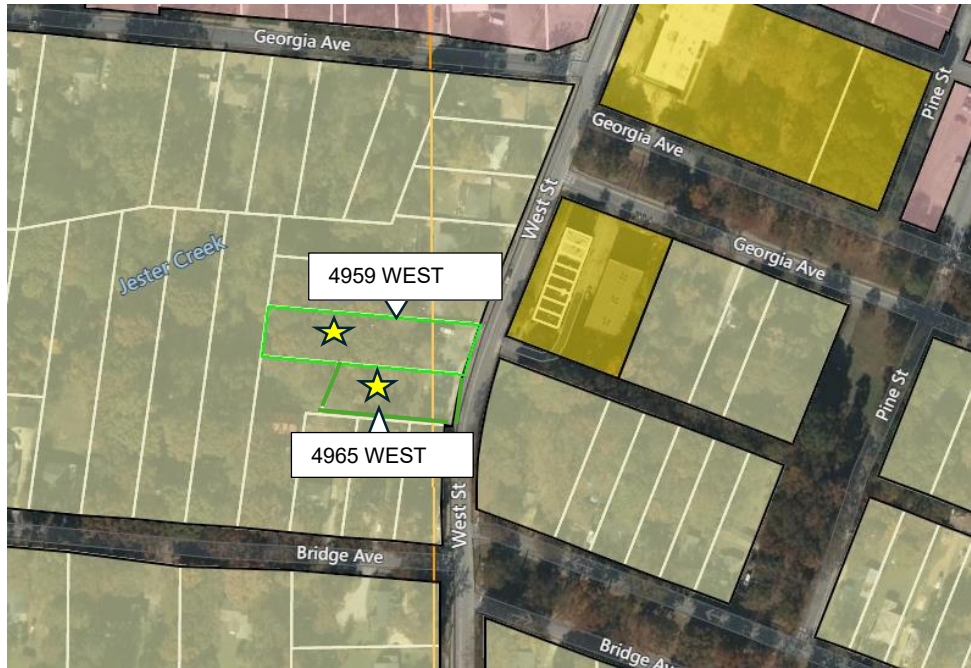 Georgia Ave
Pine St
Georgia Ave
West St
Georgia Ave
Jester Creek
4959 WEST
Pine St
4965 WEST
West St
Bridge Ave
Bridge Ave